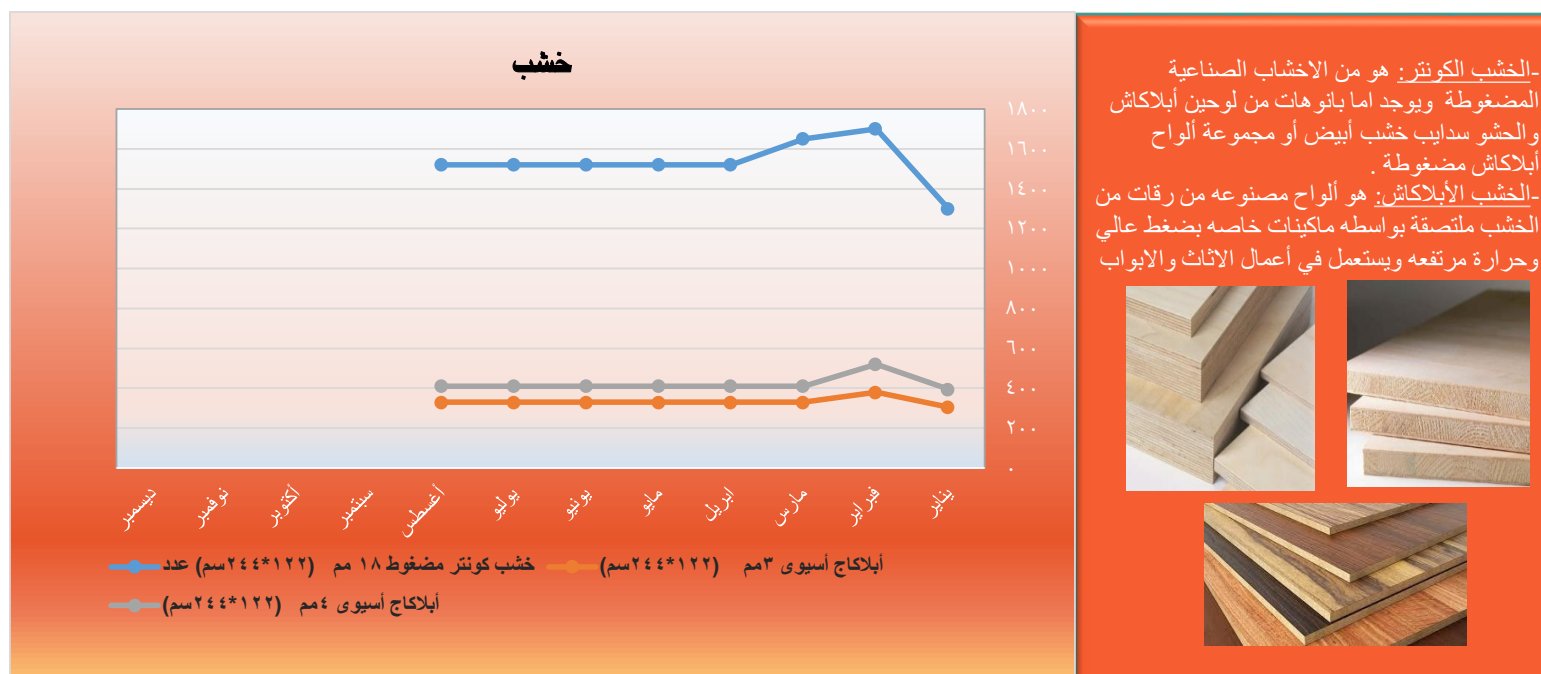 خشب
١٨٠٠
١٦٠٠
١٤٠٠
١٢٠٠
١٠٠٠
٨٠٠
٦٠٠
٤٠٠
٢٠٠
٠
يناير
فبراير
مارس
ابريل
مايو
يونيو
يوليو
أغسطس
سبتمبر
أكتوبر
نوفمبر
ديسمبر
خشب كونتر مضغوط ١٨ مم (١٢٢*٢٤٤سم) عدد
أبلاكاج أسيوى ٣مم (١٢٢*٢٤٤سم)
أبلاكاج أسيوى ٤مم (١٢٢*٢٤٤سم)
-الخشب الكونتر: هو من الاخشاب الصناعية
المضغوطة ويوجد اما بانوهات من لوحين أبلاكاش
والحشو سدايب خشب أبيض أو مجموعة ألواح
أبلاكاش مضغوطة .
-الخشب الأبلاكاش: هو ألواح مصنوعه من رقات من
الخشب ملتصقة بواسطه ماكينات خاصه بضغط عالي
وحرارة مرتفعه ويستعمل في أعمال الاثاث والابواب